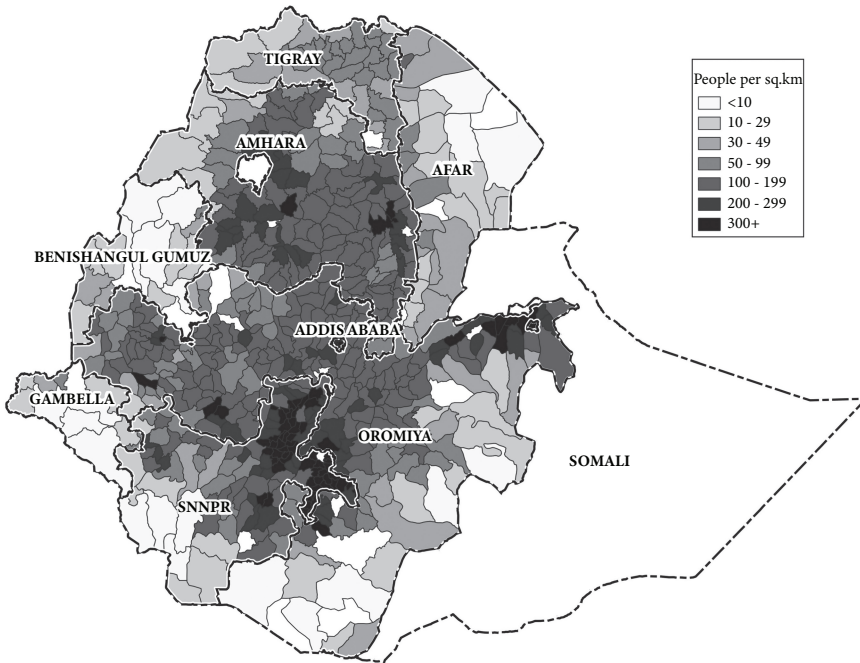 TIGRAY
AMHARA
AFAR
BENISHANGUL GUMUZ
ADDIS ABABA
GAMBELLA
OROMIYA
SOMALI
SNNPR
People per sq.km
<10
10 - 29
30 - 49
50 - 99
100 - 199
200 - 299
300+